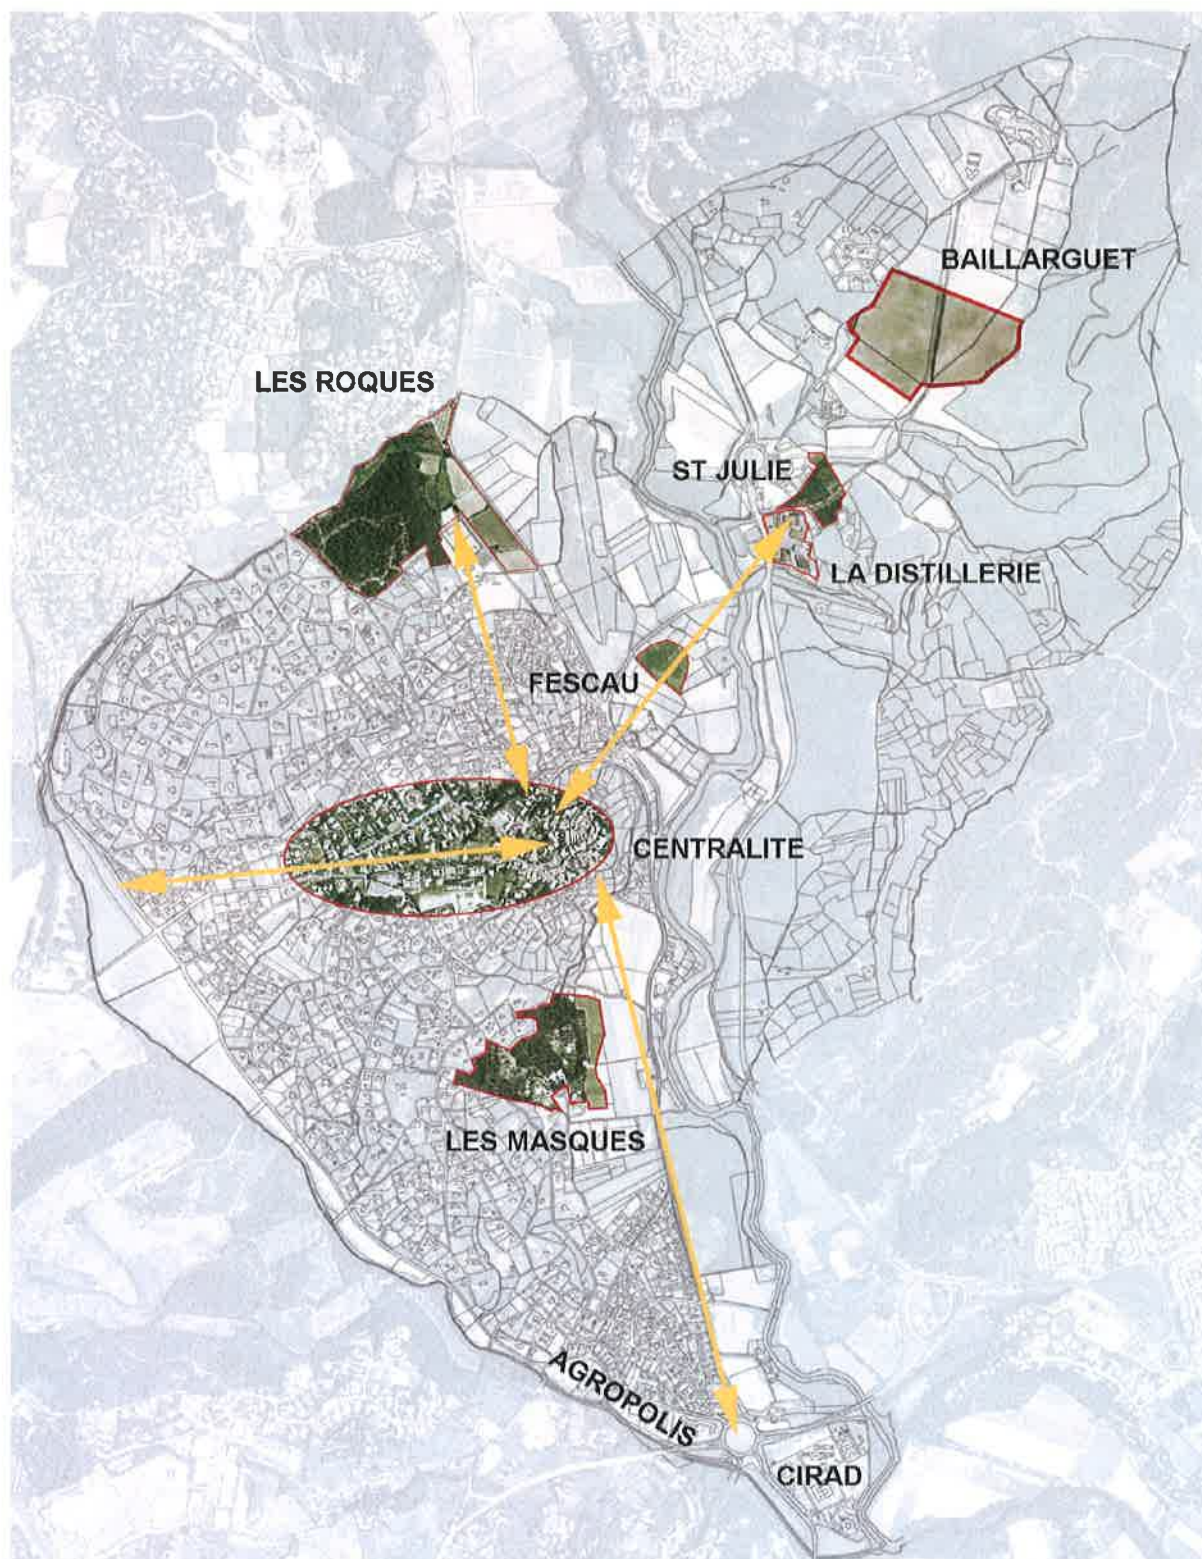 BAILLARGUET
LES ROQUES
ST JULIE
LA DISTILLERIE
FESCAU
CENTRALITE
LES MASQUES
AGROPOLIS
CIRAD